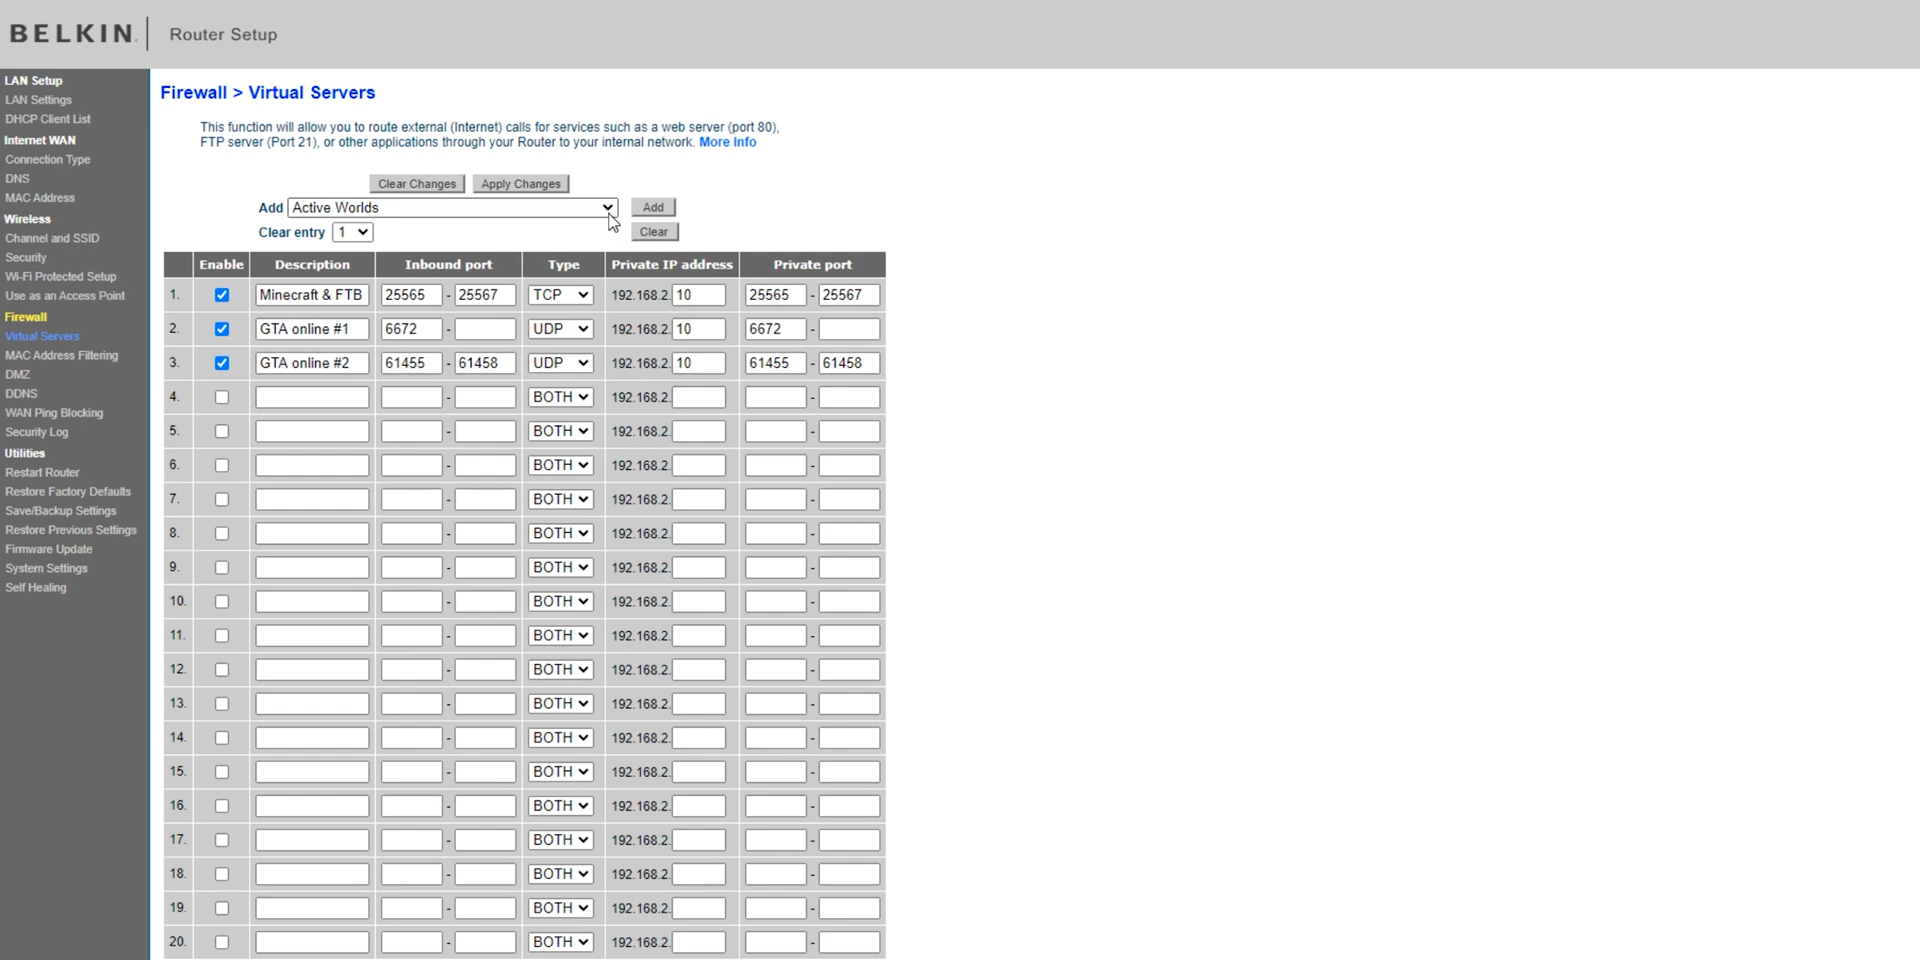 BELKIN. Router Setup
LAN Setup
LAN Settings
DHCP Client List
Internet WAN
Connection Type
DNS
MAC Address
Wireless
Channel and SSID
Security
Wi-Fi Protected Setup
Use as an Access Point
Firewall
Virtual Servers
MAC Address Filtering
DMZ
DDNS
WAN Ping Blocking
Security Log
Utilities
Restart Router
Restore Factory Defaults
Save/Backup Settings
Restore Previous Settings
Firmware Update
System Settings
Self Healing
Firewall > Virtual Servers
This function will allow you to route external (Internet) calls for services such as a web server (port 80),
FTP server (Port 21), or other applications through your Router to your internal network. More Info
Clear Changes Apply Changes
Add Active Worlds Add
Clear entry 1 Clear
Enable Description Inbound port Type Private IP address Private port
1. Minecraft & FTB 25565 - 25567 TCP 192.168.2. 10 25565 - 25567
2. GTA online #1 6672 - UDP 192.168.2. 10 6672 -
3. GTA online #2 61455 - 61458 UDP 192.168.2. 10 61455 - 61458
4. - BOTH 192.168.2. -
5. - BOTH 192.168.2. -
6. - BOTH 192.168.2. -
7. - BOTH 192.168.2. -
8. - BOTH 192.168.2. -
9. - BOTH 192.168.2. -
10. - BOTH 192.168.2. -
11. - BOTH 192.168.2. -
12. - BOTH 192.168.2. -
13. - BOTH 192.168.2. -
14. - BOTH 192.168.2. -
15. - BOTH 192.168.2. -
16. - BOTH 192.168.2. -
17. - BOTH 192.168.2. -
18. - BOTH 192.168.2. -
19. - BOTH 192.168.2. -
20. - BOTH 192.168.2. -